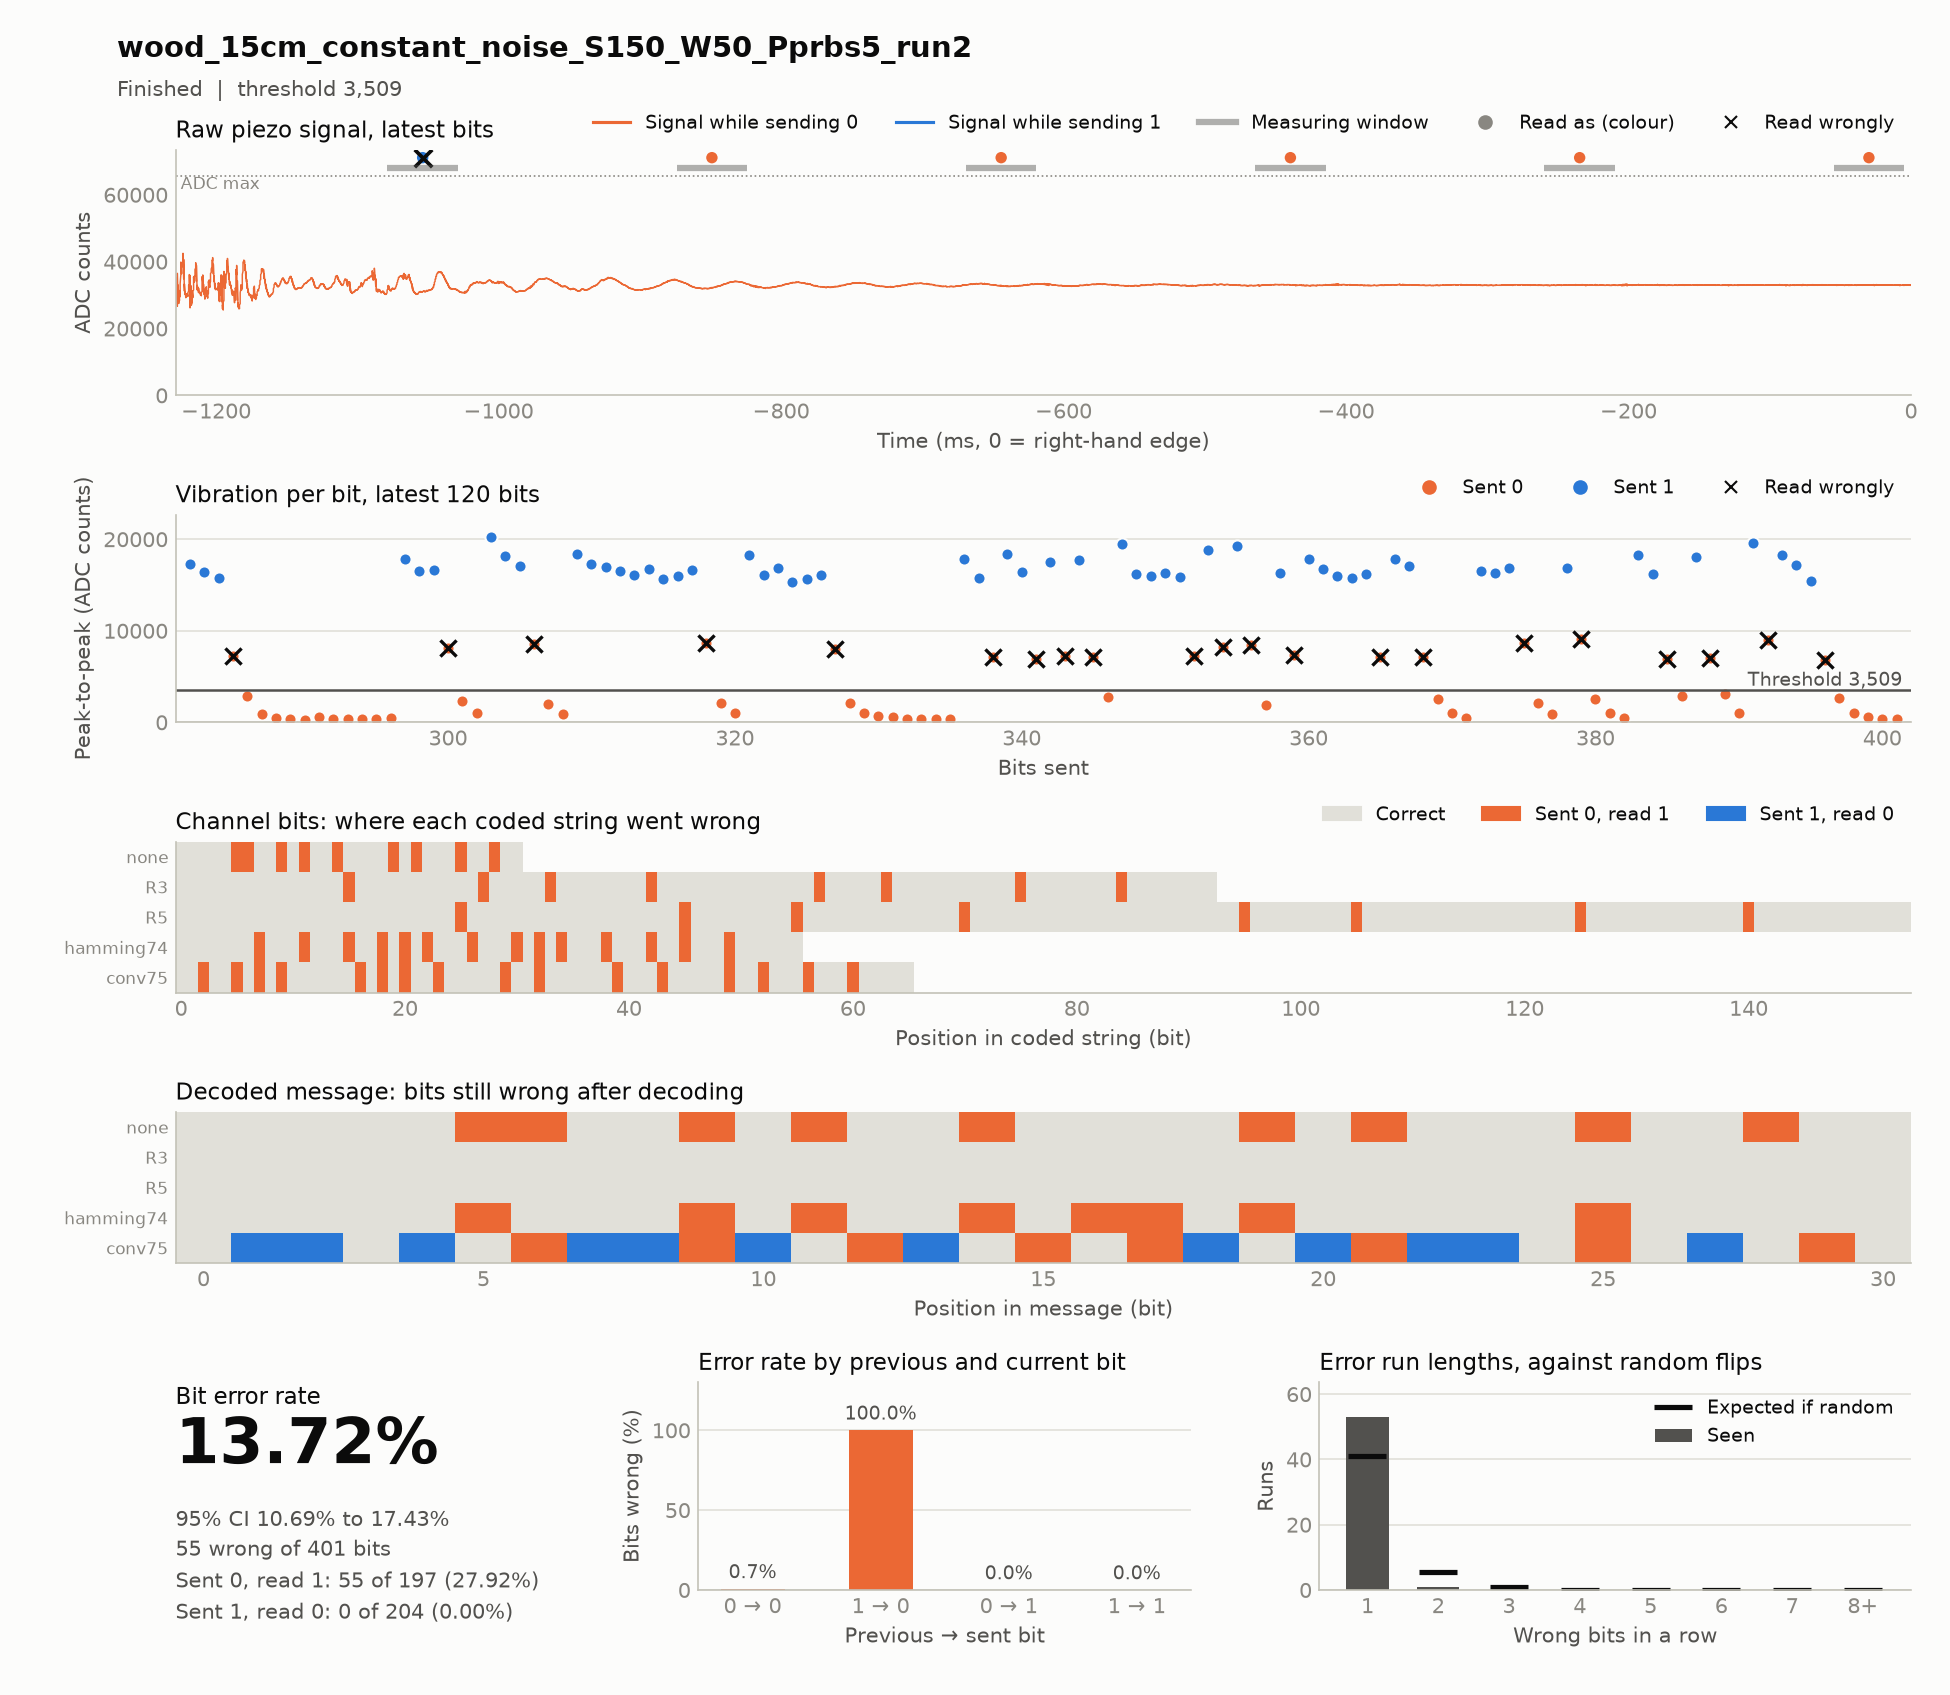 wood_15cm_constant_noise_S150_W50_Pprbs5_run2
Finished | threshold 3,509
Raw piezo signal, latest bits
Signal while sending 0
Signal while sending 1
Measuring window
Read as (colour)
Read wrongly
ADC max
ADC counts
60000
40000
20000
0
−1200
−1000
−800
−600
−400
−200
0
Time (ms, 0 = right-hand edge)
Vibration per bit, latest 120 bits
Sent 0
Sent 1
Read wrongly
Peak-to-peak (ADC counts)
20000
10000
0
Threshold 3,509
300
320
340
360
380
400
Bits sent
Channel bits: where each coded string went wrong
Correct
Sent 0, read 1
Sent 1, read 0
none
R3
R5
hamming74
conv75
0
20
40
60
80
100
120
140
Position in coded string (bit)
Decoded message: bits still wrong after decoding
none
R3
R5
hamming74
conv75
0
5
10
15
20
25
30
Position in message (bit)
Bit error rate
13.72%
95% CI 10.69% to 17.43%
55 wrong of 401 bits
Sent 0, read 1: 55 of 197 (27.92%)
Sent 1, read 0: 0 of 204 (0.00%)
Error rate by previous and current bit
Bits wrong (%)
100
50
0
0.7%
100.0%
0.0%
0.0%
0 → 0
1 → 0
0 → 1
1 → 1
Previous → sent bit
Error run lengths, against random flips
Expected if random
Seen
Runs
60
40
20
0
1
2
3
4
5
6
7
8+
Wrong bits in a row